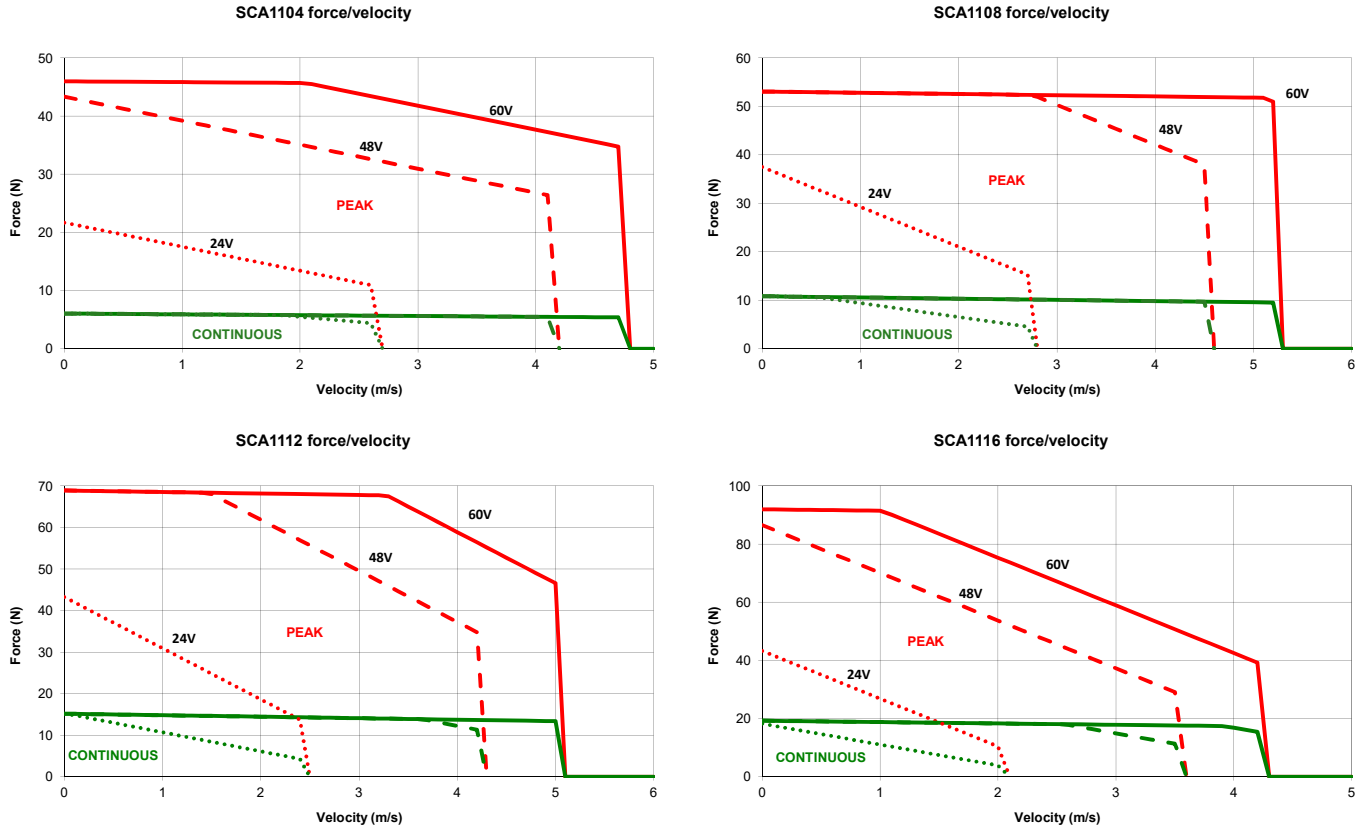 SCA1104 force/velocity
50
40
30
20
10
0
Force (N)
60V
48V
PEAK
24V
CONTINUOUS
0 1 2 3 4 5
Velocity (m/s)
SCA1108 force/velocity
60
50
40
30
20
10
0
Force (N)
60V
48V
PEAK
24V
CONTINUOUS
0 1 2 3 4 5 6
Velocity (m/s)
SCA1112 force/velocity
70
60
50
40
30
20
10
0
Force (N)
60V
48V
24V
PEAK
CONTINUOUS
0 1 2 3 4 5 6
Velocity (m/s)
SCA1116 force/velocity
100
80
60
40
20
0
Force (N)
60V
48V
PEAK
24V
CONTINUOUS
0 1 2 3 4 5
Velocity (m/s)